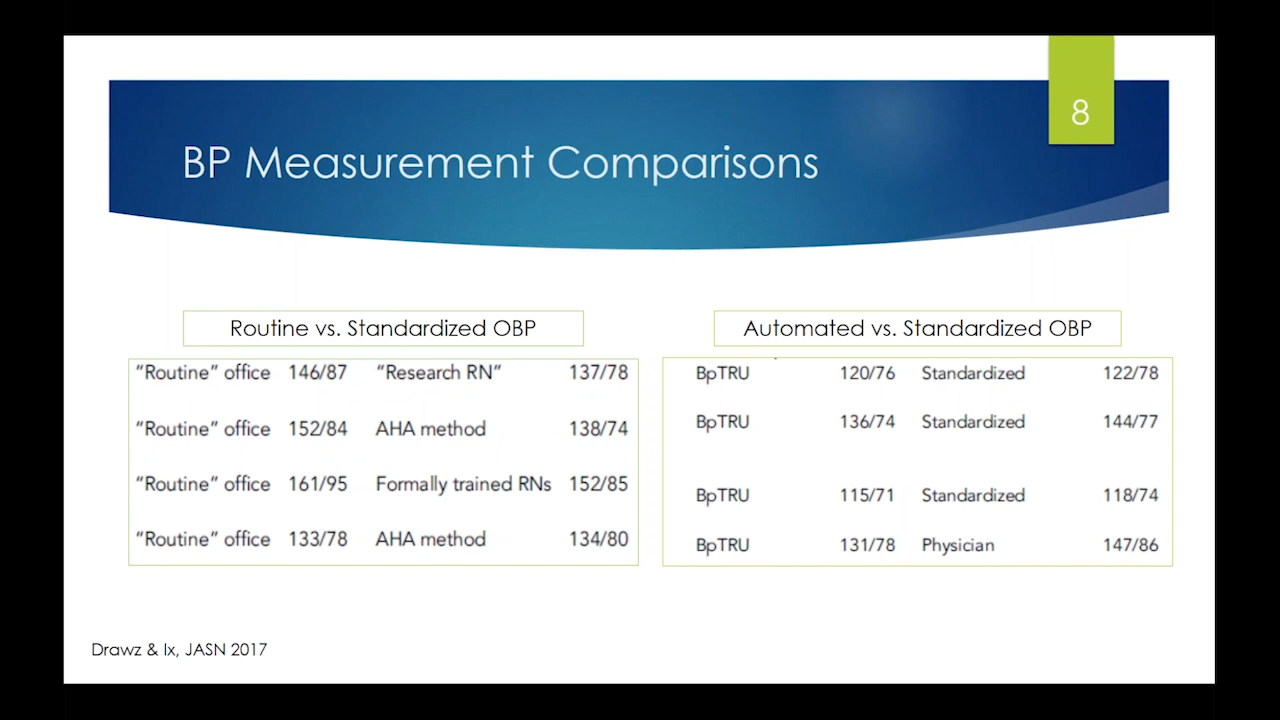 8
BP Measurement Comparisons
Routine vs. Standardized OBP
“Routine” office 146/87 “Research RN” 137/78
“Routine” office 152/84 AHA method 138/74
“Routine” office 161/95 Formally trained RNs 152/85
“Routine” office 133/78 AHA method 134/80
Automated vs. Standardized OBP
BpTRU 120/76 Standardized 122/78
BpTRU 136/74 Standardized 144/77
BpTRU 115/71 Standardized 118/74
BpTRU 131/78 Physician 147/86
Drawz & Ix, JASN 2017